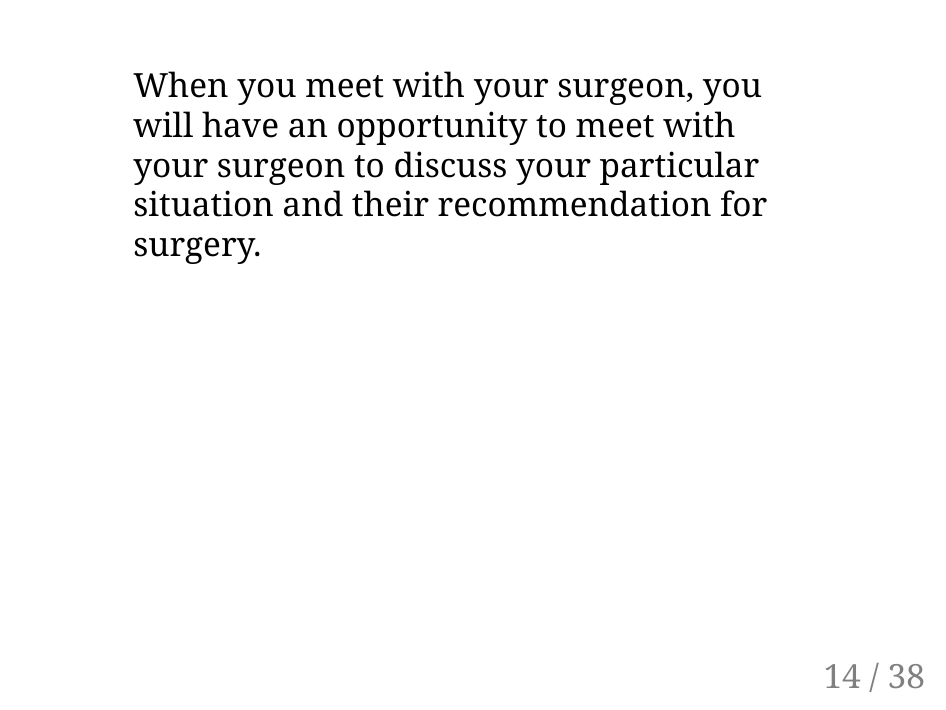 When you meet with your surgeon, you
will have an opportunity to meet with
your surgeon to discuss your particular
situation and their recommendation for
surgery.
14 / 38